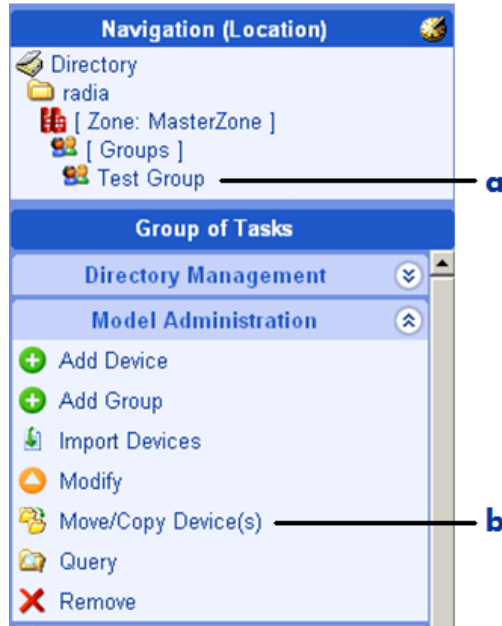 Navigation (Location)
Directory
radia
[ Zone: MasterZone ]
[ Groups ]
Test Group
a
Group of Tasks
Directory Management
Model Administration
Add Device
Add Group
Import Devices
Modify
Move/Copy Device(s)
b
Query
Remove